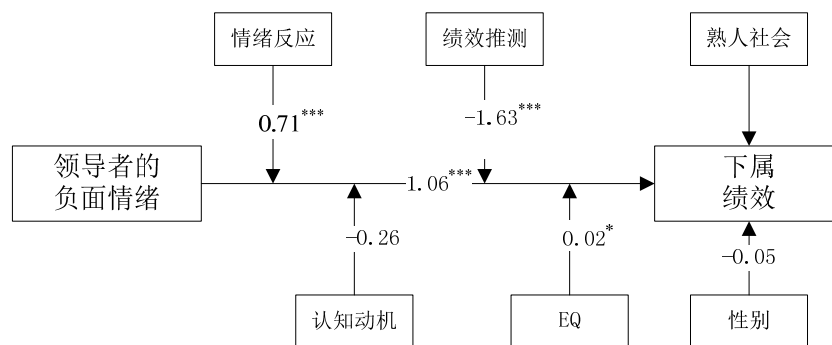 情绪反应
绩效推测
熟人社会
0.71***
-1.63***
领导者的
负面情绪
1.06***
下属
绩效
-0.26
0.02*
-0.05
认知动机
EQ
性别